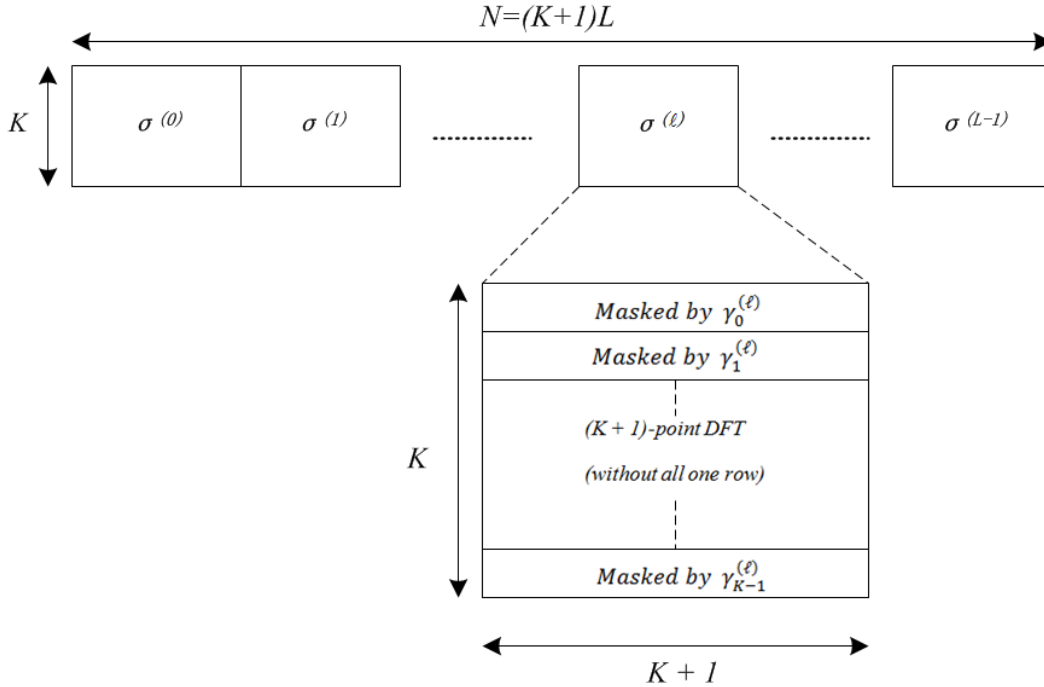 N=(K+1)L
K
σ (0)
σ (1)
σ (ℓ)
σ (L−1)
Masked by γ₀^(ℓ)
Masked by γ₁^(ℓ)
K
(K + 1)-point DFT
(without all one row)
Masked by γ_{K−1}^(ℓ)
K + 1